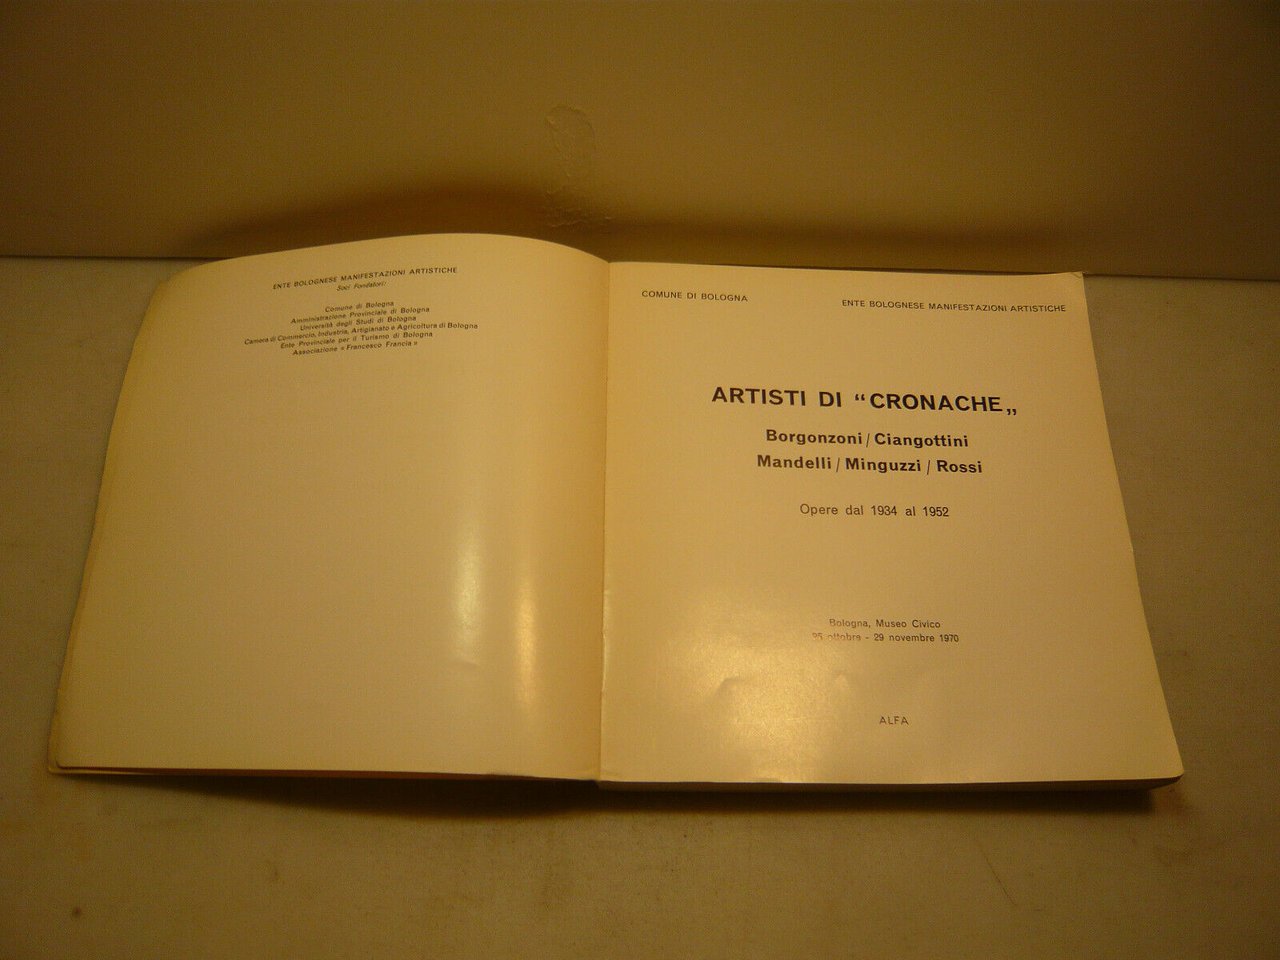 ENTE BOLOGNESE MANIFESTAZIONI ARTISTICHE
Soci Fondatori:
Comune di Bologna
Amministrazione Provinciale di Bologna
Università degli Studi di Bologna
Camera di Commercio, Industria, Artigianato e Agricoltura di Bologna
Ente Provinciale per il Turismo di Bologna
Associazione « Francesco Francia »
COMUNE DI BOLOGNA
ENTE BOLOGNESE MANIFESTAZIONI ARTISTICHE
ARTISTI DI “CRONACHE„
Borgonzoni / Ciangottini
Mandelli / Minguzzi / Rossi
Opere dal 1934 al 1952
Bologna, Museo Civico
25 ottobre - 29 novembre 1970
ALFA